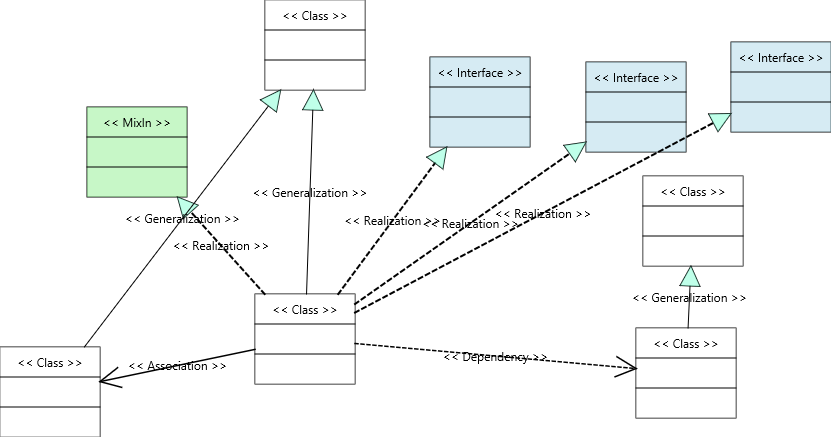 << Class >>
<< Interface >>
<< Interface >>
<< Interface >>
<< MixIn >>
<< Class >>
<< Generalization >>
<< Generalization >>
<< Realization >>
<< Realization >>
<< Realization >>
<< Realization >>
<< Generalization >>
<< Class >>
<< Class >>
<< Class >>
<< Association >>
<< Dependency >>